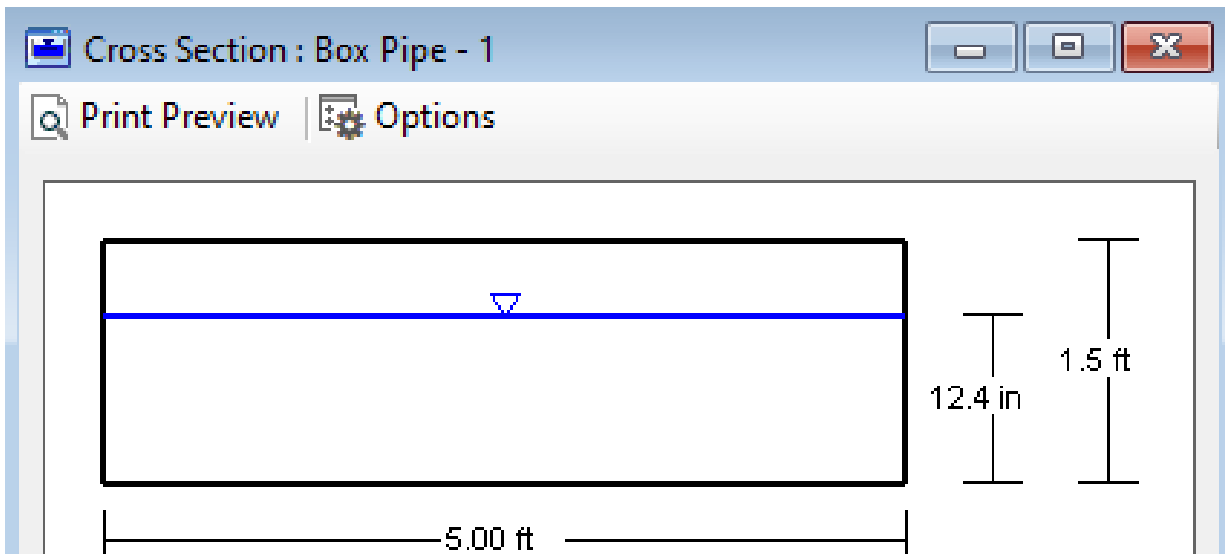 Cross Section : Box Pipe - 1
Print Preview Options
1.5 ft
12.4 in
5.00 ft